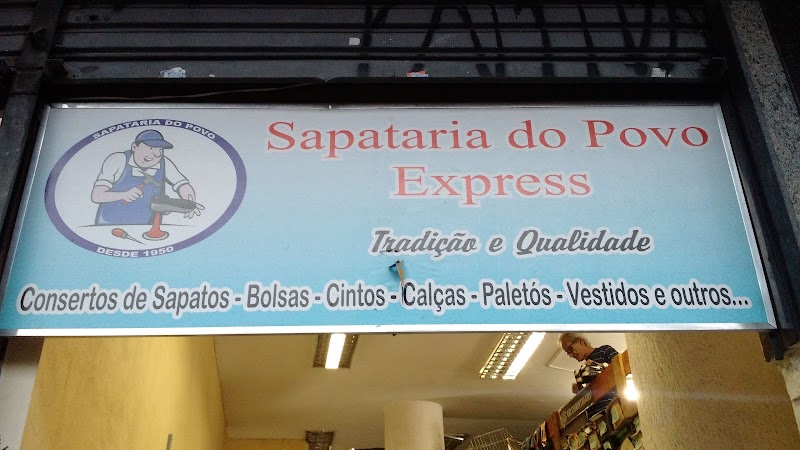 SAPATARIA DO POVO
DESDE 1950
Sapataria do Povo
Express
Tradição e Qualidade
Consertos de Sapatos - Bolsas - Cintos - Calças - Paletós - Vestidos e outros...